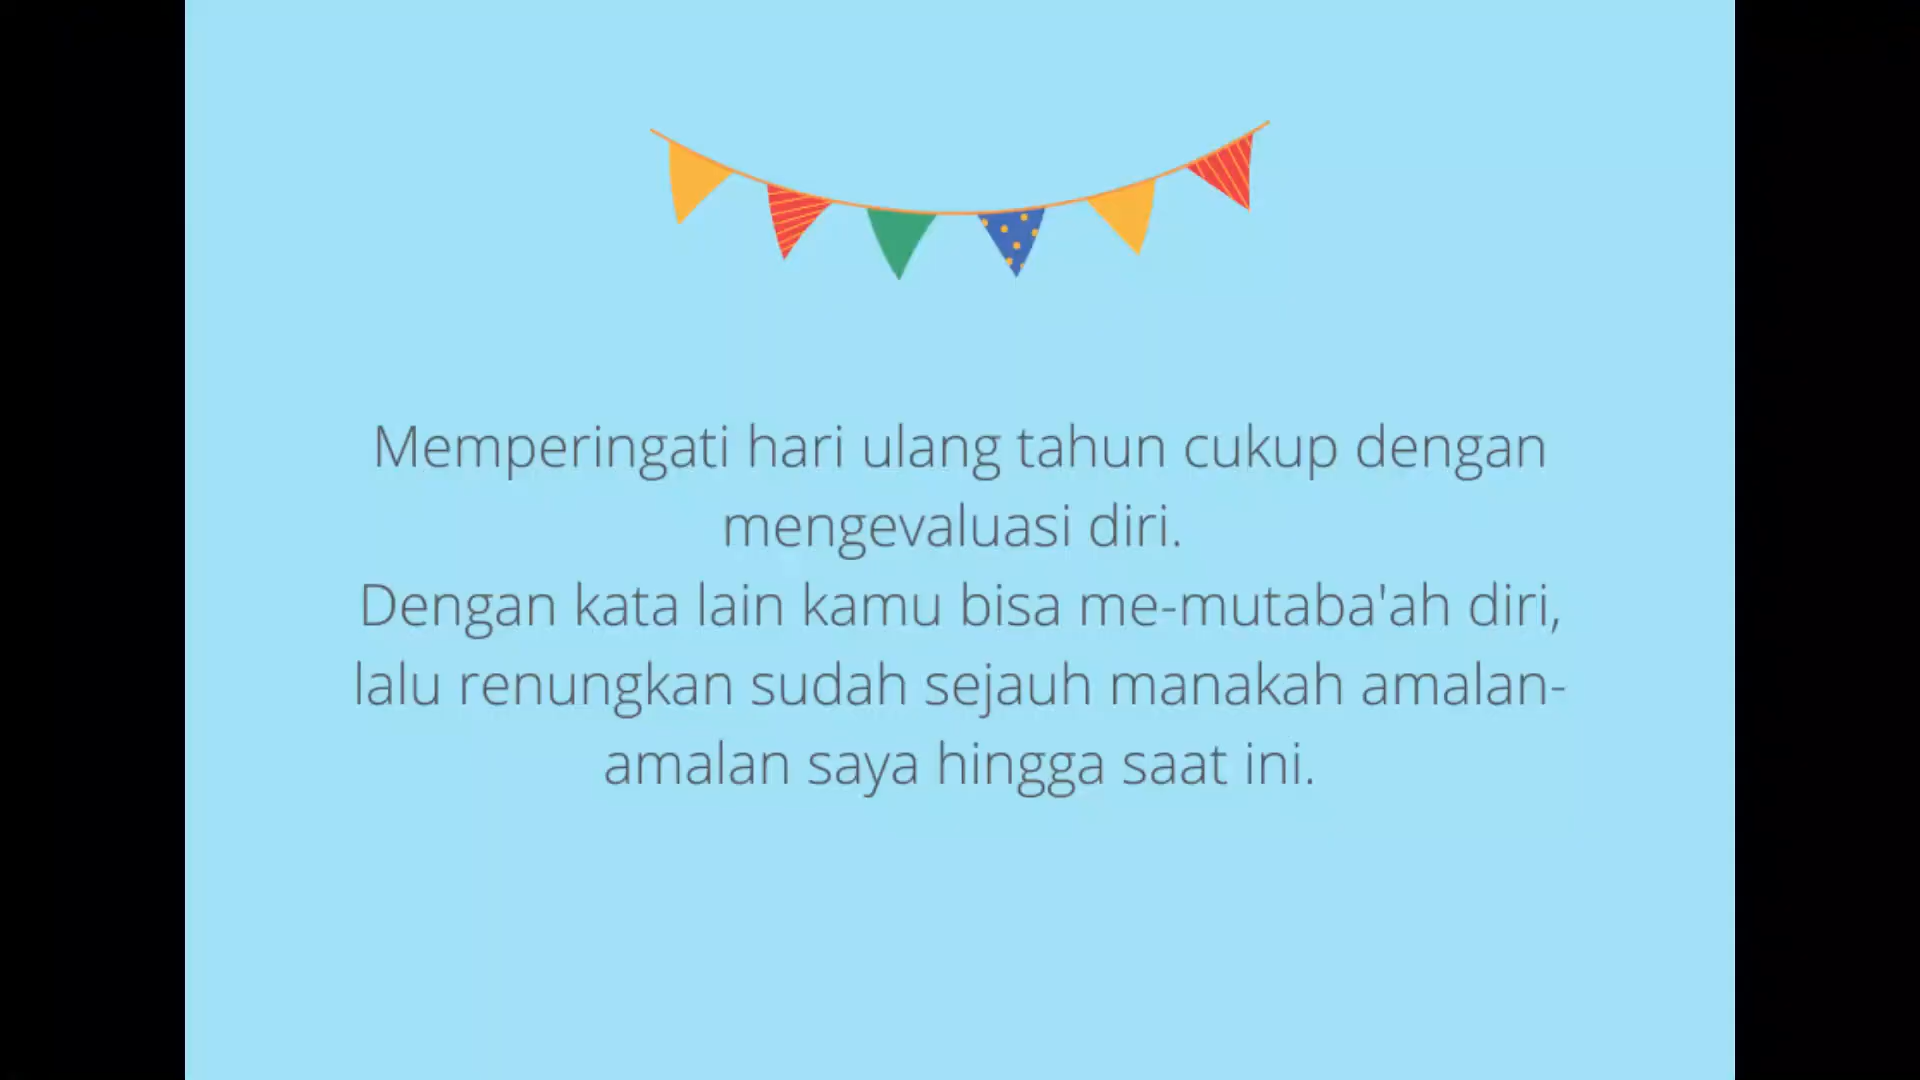 Memperingati hari ulang tahun cukup dengan
mengevaluasi diri.
Dengan kata lain kamu bisa me-mutaba'ah diri,
lalu renungkan sudah sejauh manakah amalan-
amalan saya hingga saat ini.